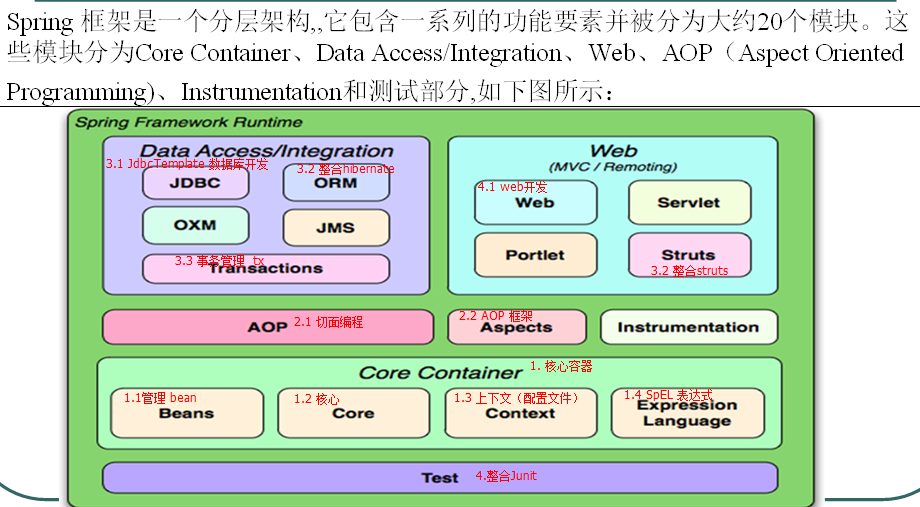 Spring 框架是一个分层架构,,它包含一系列的功能要素并被分为大约20个模块。这
些模块分为Core Container、Data Access/Integration、Web、AOP（Aspect Oriented
Programming)、Instrumentation和测试部分,如下图所示：
Spring Framework Runtime
Data Access/Integration
3.1 JdbcTemplate 数据库开发
JDBC
3.2 整合hibernate
ORM
OXM
JMS
3.3 事务管理 tx
Transactions
Web
(MVC / Remoting)
4.1 web开发
Web
Servlet
Portlet
Struts
3.2 整合struts
AOP 2.1 切面编程
2.2 AOP 框架
Aspects
Instrumentation
Core Container 1. 核心容器
1.1管理 bean
Beans
1.2 核心
Core
1.3 上下文（配置文件）
Context
1.4 SpEL 表达式
Expression
Language
Test 4.整合Junit